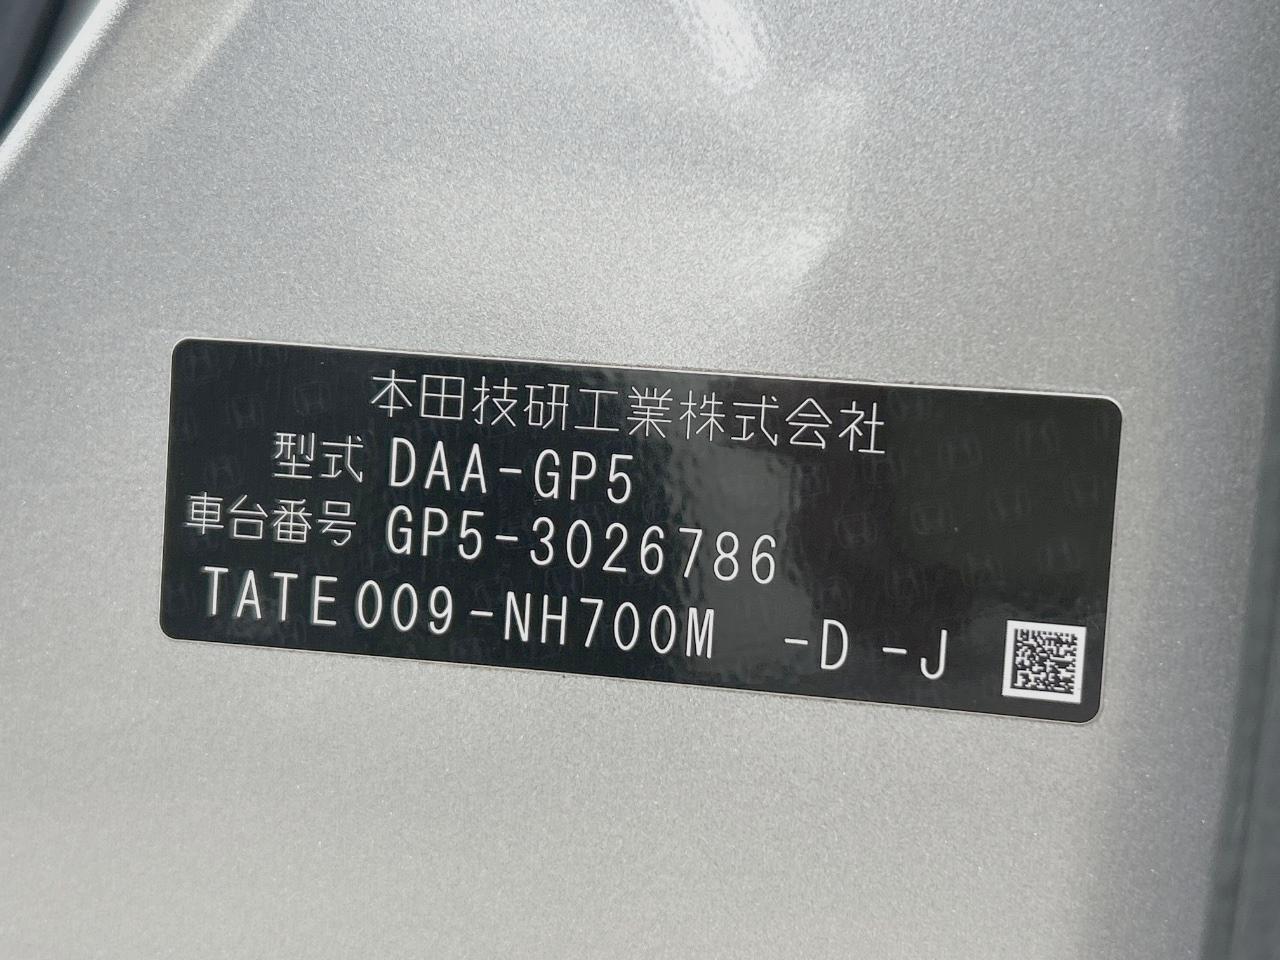 本田技研工業株式会社
型式 DAA-GP5
車台番号 GP5-3026786
TATE009-NH700M -D -J